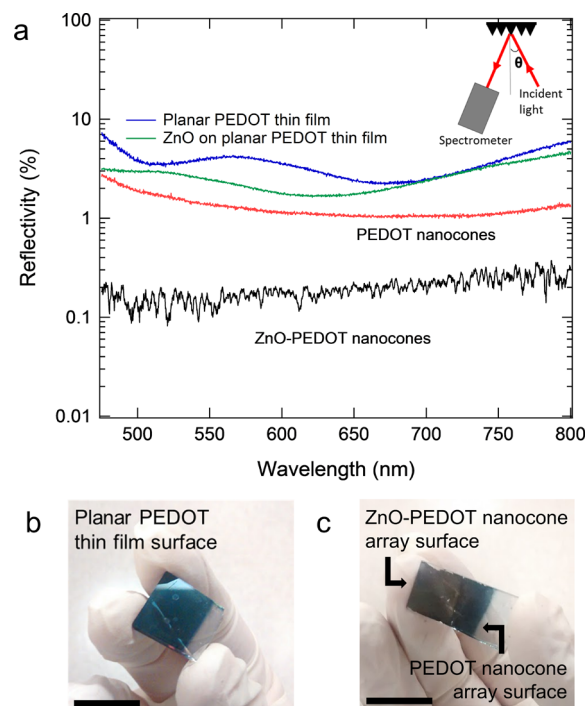 a
100
10
1
0.1
0.01
Reflectivity (%)
Planar PEDOT thin film
ZnO on planar PEDOT thin film
θ
Incident
light
Spectrometer
PEDOT nanocones
ZnO-PEDOT nanocones
500
550
600
650
700
750
800
Wavelength (nm)
b
Planar PEDOT
thin film surface
c
ZnO-PEDOT nanocone
array surface
PEDOT nanocone
array surface